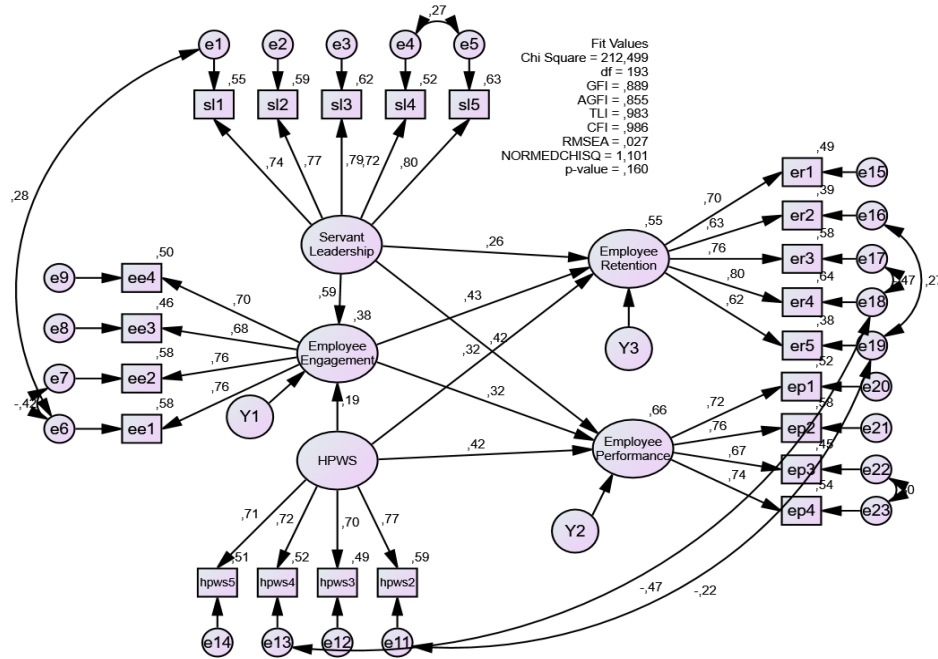 ,27
e1
e2
e3
e4
e5
Fit Values
Chi Square = 212,499
df = 193
GFI = ,889
AGFI = ,855
TLI = ,983
CFI = ,986
RMSEA = ,027
NORMEDCHISQ = 1,101
p-value = ,160
,55
,59
,62
,52
,63
sl1
sl2
sl3
sl4
sl5
,74
,77
,79
,72
,80
,28
Servant
Leadership
,26
,59
,55
Employee
Retention
,49
er1
e15
,70
,39
er2
e16
,63
,58
er3
e17
,76
,64
er4
e18
,80
,38
er5
e19
,62
,47
,27
Y3
,50
e9
ee4
,70
,46
e8
ee3
,68
,58
e7
ee2
,76
,58
e6
ee1
,76
-,42
,38
Employee
Engagement
Y1
,43
,32
,42
,32
,19
HPWS
,42
,66
Employee
Performance
Y2
,52
ep1
e20
,72
,58
ep2
e21
,76
,45
ep3
e22
,67
,54
ep4
e23
,74
,71
,72
,70
,77
,51
,52
,49
,59
hpws5
hpws4
hpws3
hpws2
-,47
-,22
e14
e13
e12
e11